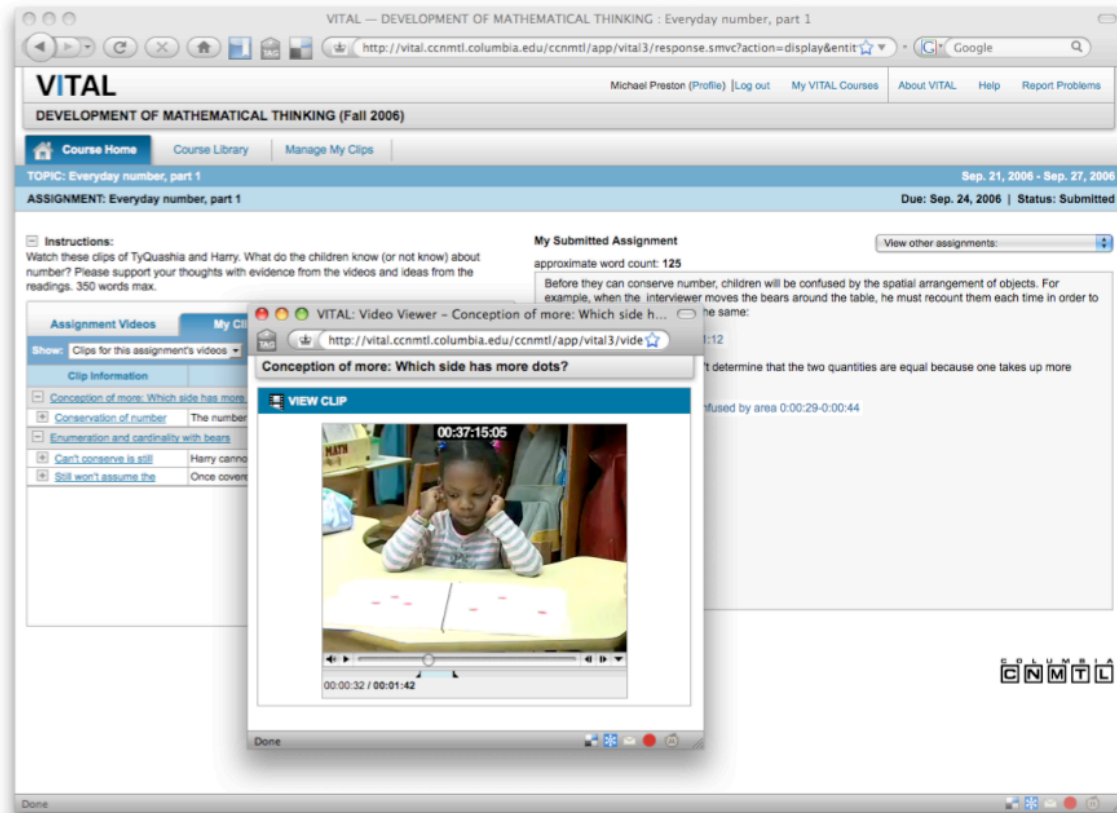 VITAL — DEVELOPMENT OF MATHEMATICAL THINKING : Everyday number, part 1
TAG
http://vital.ccnmtl.columbia.edu/ccnmtl/app/vital3/response.smvc?action=display&entit
G Google
VITAL
Michael Preston (Profile) | Log out My VITAL Courses About VITAL Help Report Problems
DEVELOPMENT OF MATHEMATICAL THINKING (Fall 2006)
Course Home Course Library Manage My Clips
TOPIC: Everyday number, part 1 Sep. 21, 2006 - Sep. 27, 2006
ASSIGNMENT: Everyday number, part 1 Due: Sep. 24, 2006 | Status: Submitted
Instructions:
Watch these clips of TyQuashia and Harry. What do the children know (or not know) about
number? Please support your thoughts with evidence from the videos and ideas from the
readings. 350 words max.
Assignment Videos My Cli
Show: Clips for this assignment's videos
Clip Information
Conception of more: Which side has more
Conservation of number The number
Enumeration and cardinality with bears
Can't conserve is still Harry canno
Still won't assume the Once covere
My Submitted Assignment View other assignments:
approximate word count: 125
Before they can conserve number, children will be confused by the spatial arrangement of objects. For
example, when the interviewer moves the bears around the table, he must recount them each time in order to
the same:
1:12
't determine that the two quantities are equal because one takes up more
nfused by area 0:00:29-0:00:44
VITAL: Video Viewer – Conception of more: Which side h...
TAG
http://vital.ccnmtl.columbia.edu/ccnmtl/app/vital3/vide
Conception of more: Which side has more dots?
VIEW CLIP
00:37:15:05
MATH
00:00:32 / 00:01:42
Done
COLUMBIA
CNMTL
Done